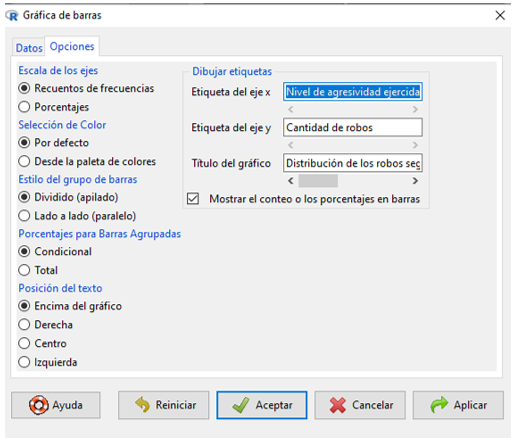 Gráfica de barras
Datos Opciones
Escala de los ejes
Recuentos de frecuencias
Porcentajes
Selección de Color
Por defecto
Desde la paleta de colores
Estilo del grupo de barras
Dividido (apilado)
Lado a lado (paralelo)
Porcentajes para Barras Agrupadas
Condicional
Total
Posición del texto
Encima del gráfico
Derecha
Centro
Izquierda
Dibujar etiquetas
Etiqueta del eje x Nivel de agresividad ejercida
Etiqueta del eje y Cantidad de robos
Título del gráfico Distribución de los robos seg
Mostrar el conteo o los porcentajes en barras
Ayuda Reiniciar Aceptar Cancelar Aplicar